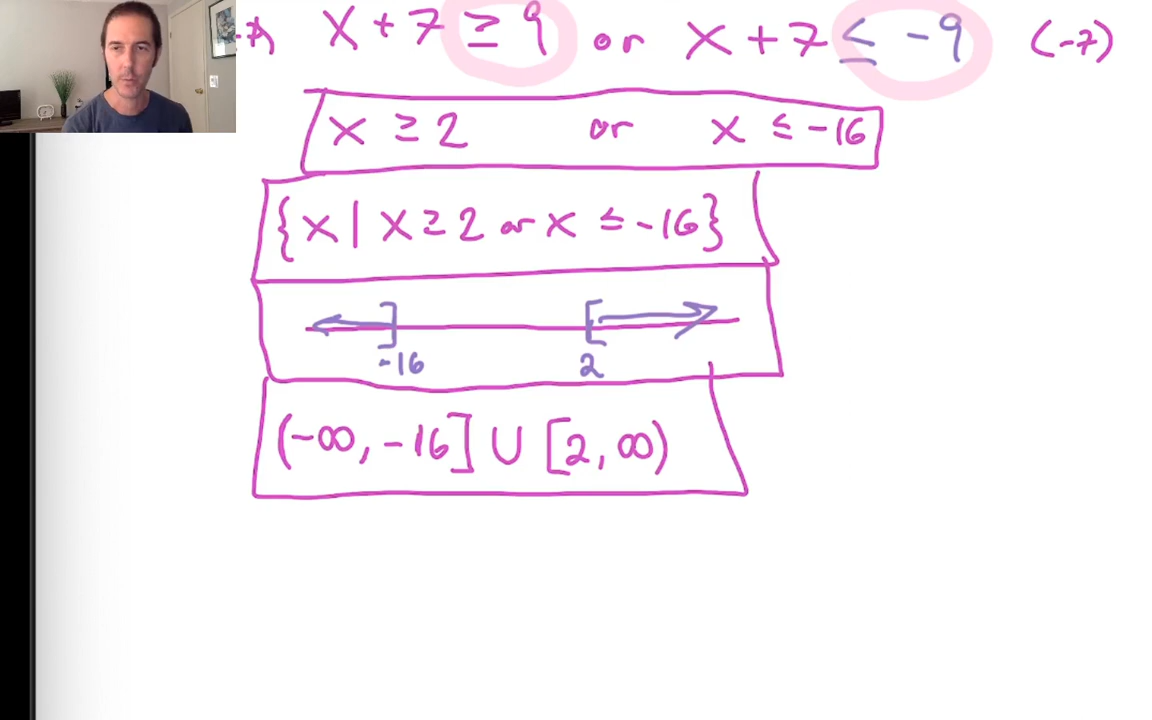 x + 7 ≥ 9 or x + 7 ≤ -9 (-7)
x ≥ 2 or x ≤ -16
{x | x ≥ 2 or x ≤ -16}
-16 2
(-∞, -16] ∪ [2, ∞)